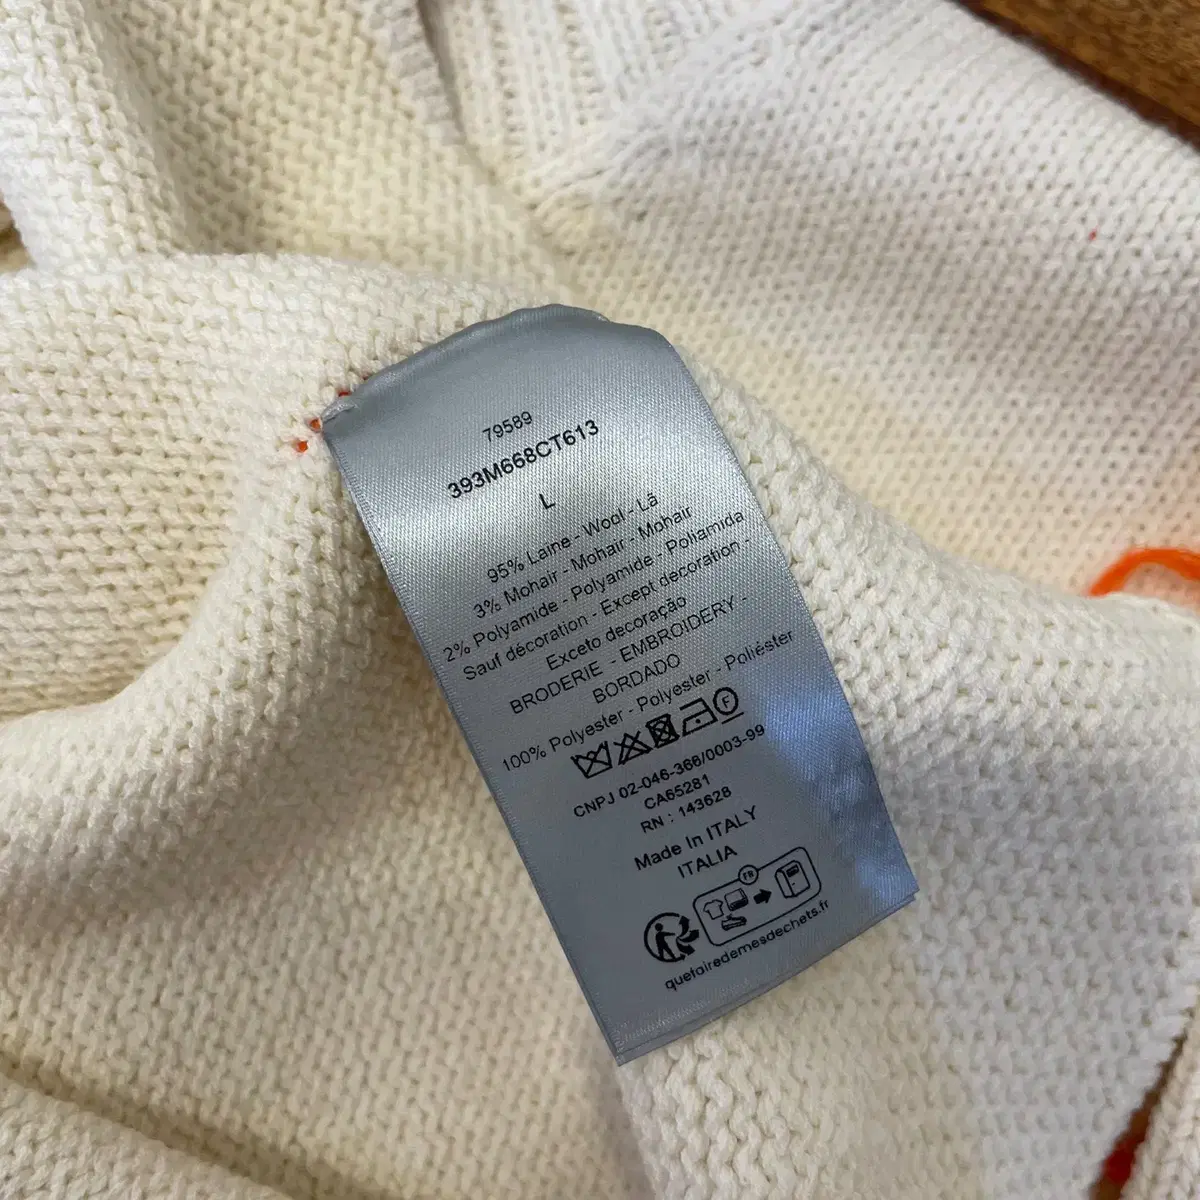 79589
393M668CT613
L
95% Laine - Wool - Lã
3% Mohair - Mohair - Mohair
2% Polyamide - Polyamide - Poliamida
Sauf décoration - Except decoration -
Exceto decoração
BRODERIE - EMBROIDERY -
BORDADO
100% Polyester - Polyester - Poliéster
F
CNPJ 02-046-366/0003-99
CA65281
RN : 143628
Made In ITALY
ITALIA
FR
quefairedemesdechets.fr